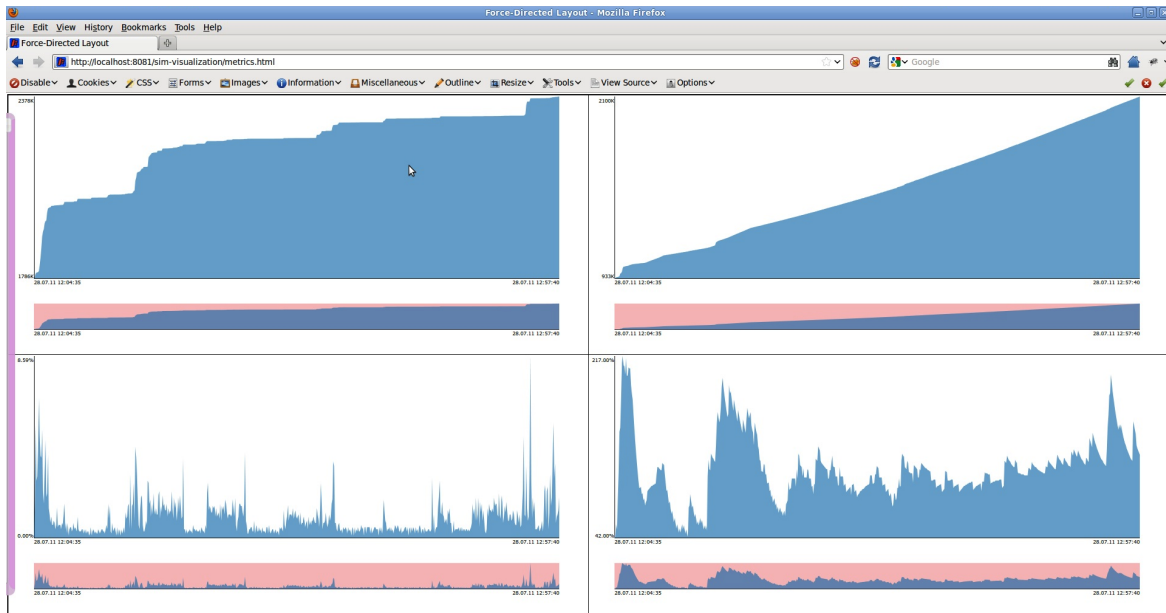 Force-Directed Layout - Mozilla Firefox
File Edit View History Bookmarks Tools Help
Force-Directed Layout
http://localhost:8081/sim-visualization/metrics.html
Google
Disable Cookies CSS Forms Images Information Miscellaneous Outline Resize Tools View Source Options
2378K
1786K
28.07.11 12:04:35 28.07.11 12:57:40
28.07.11 12:04:35 28.07.11 12:57:40
2100K
933K
28.07.11 12:04:35 28.07.11 12:57:40
28.07.11 12:04:35 28.07.11 12:57:40
8.59%
0.00%
28.07.11 12:04:35 28.07.11 12:57:40
28.07.11 12:04:35 28.07.11 12:57:40
217.00%
42.00%
28.07.11 12:04:35 28.07.11 12:57:40
28.07.11 12:04:35 28.07.11 12:57:40